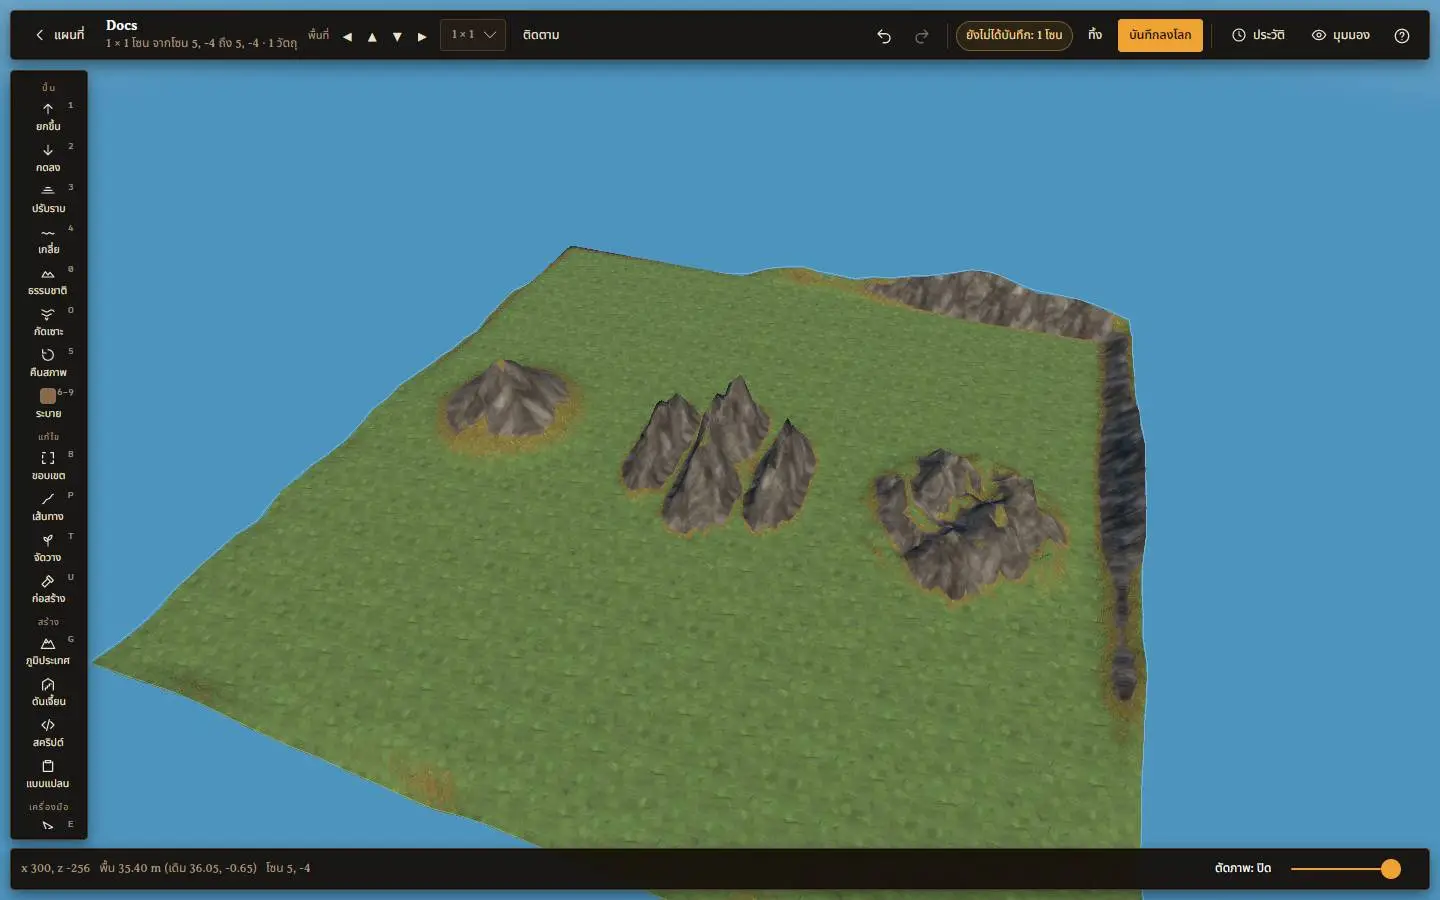 แผนที่
Docs
1 × 1 โซน จากโซน 5, -4 ถึง 5, -4 · 1 วัตถุ
พื้นที่
1 × 1
ติดตาม
ยังไม่ได้บันทึก: 1 โซน
ทิ้ง
บันทึกลงโลก
ประวัติ
มุมมอง
ปั้น
1
ยกขึ้น
2
กดลง
3
ปรับราบ
4
เกลี่ย
0
ธรรมชาติ
O
กัดเซาะ
5
คืนสภาพ
6–9
ระบาย
แก้ไข
B
ขอบเขต
P
เส้นทาง
T
จัดวาง
U
ก่อสร้าง
สร้าง
G
ภูมิประเทศ
ดันเจี้ยน
สคริปต์
แบบแปลน
เครื่องมือ
E
x 300, z -256 พื้น 35.40 m (เดิม 36.05, -0.65) โซน 5, -4
ตัดภาพ: ปิด